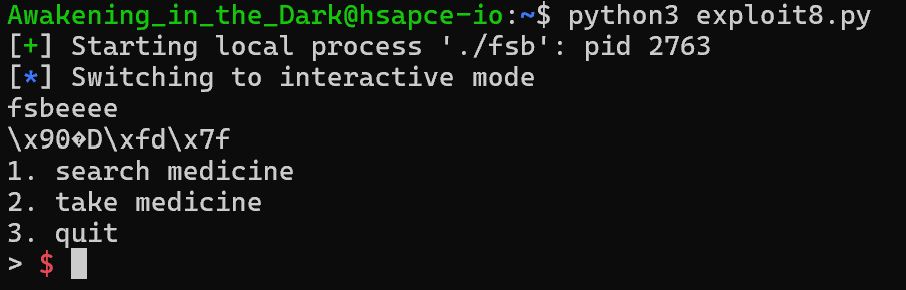 Awakening_in_the_Dark@hsapce-io:~$ python3 exploit8.py
[+] Starting local process './fsb': pid 2763
[*] Switching to interactive mode
fsbeeee
\x90�D\xfd\x7f
1. search medicine
2. take medicine
3. quit
> $